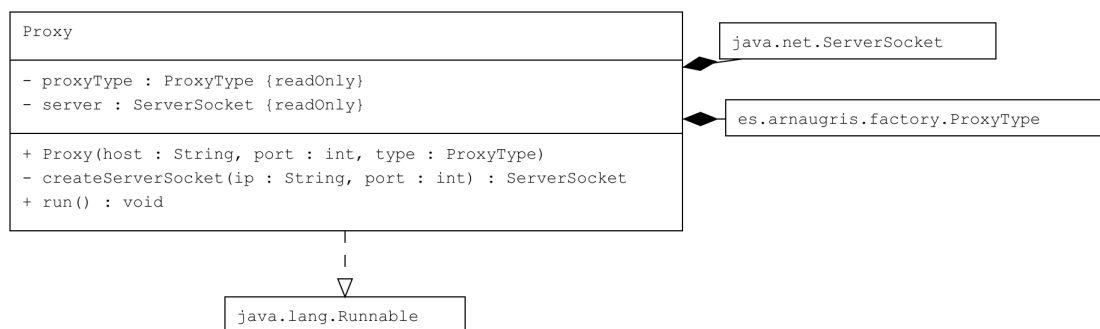 Proxy
- proxyType : ProxyType {readOnly}
- server : ServerSocket {readOnly}
+ Proxy(host : String, port : int, type : ProxyType)
- createServerSocket(ip : String, port : int) : ServerSocket
+ run() : void
java.net.ServerSocket
es.arnaugris.factory.ProxyType
java.lang.Runnable